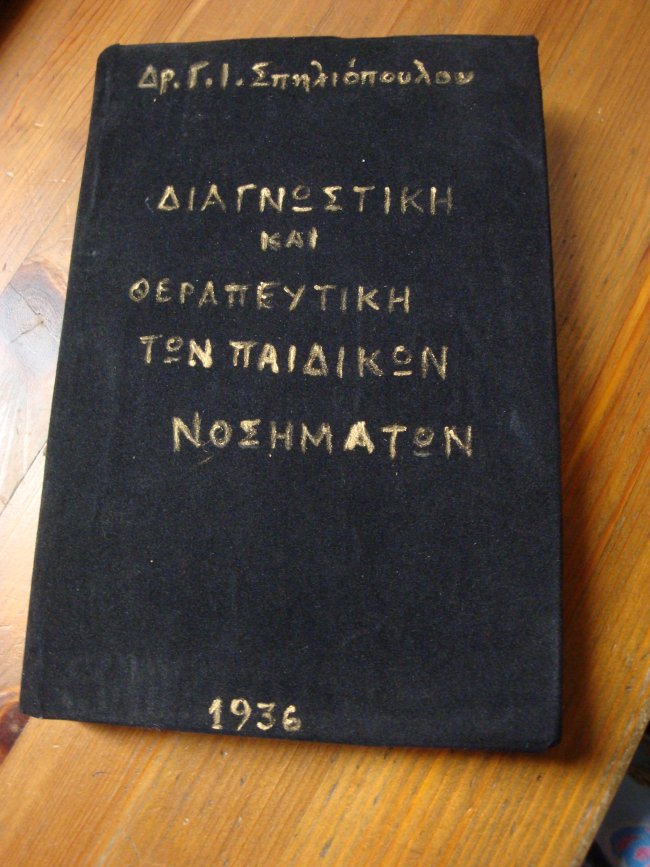 Δρ. Γ. Ι. Σπηλιόπουλου
ΔΙΑΓΝΩΣΤΙΚΗ
ΚΑΙ
ΘΕΡΑΠΕΥΤΙΚΗ
ΤΩΝ ΠΑΙΔΙΚΩΝ
ΝΟΣΗΜΑΤΩΝ
1936